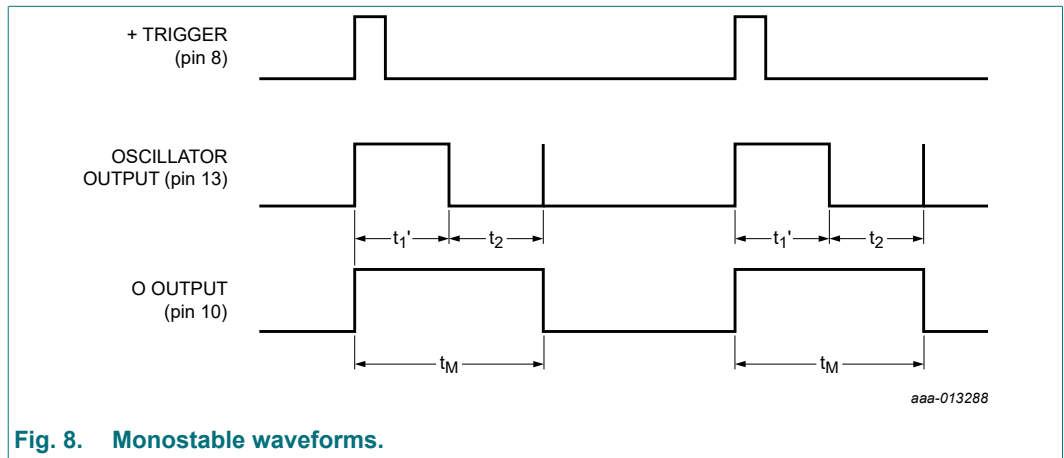 + TRIGGER
(pin 8)
OSCILLATOR
OUTPUT (pin 13)
t1' t2 t1' t2
O OUTPUT
(pin 10)
tM tM
aaa-013288
Fig. 8. Monostable waveforms.